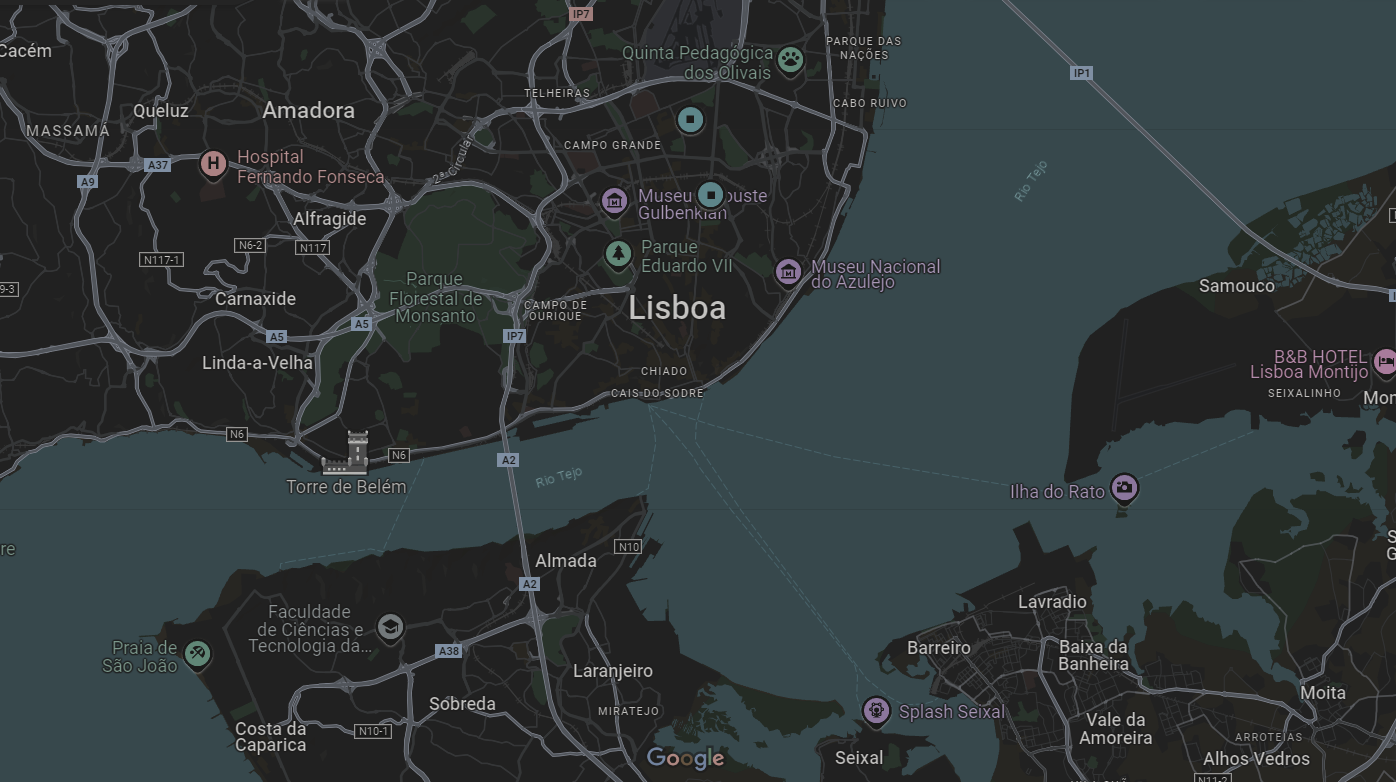 IP7
Cacém
Quinta Pedagógica
dos Olivais
PARQUE DAS
NAÇÕES
IP1
TELHEIRAS
CABO RUIVO
Queluz
Amadora
MASSAMÁ
CAMPO GRANDE
2ª Circular
A37
H
Hospital
Fernando Fonseca
A9
Rio Tejo
Museu
Gulbenkian
Alfragide
N6-2
N117
N117-1
Parque
Eduardo VII
Museu Nacional
do Azulejo
Parque
Florestal de
Monsanto
9-3
Carnaxide
CAMPO DE
OURIQUE
Lisboa
Samouco
A5
A5
IP7
Linda-a-Velha
CHIADO
B&B HOTEL
Lisboa Montijo
CAIS DO SODRE
SEIXALINHO
Mon
N6
N6
A2
Rio Tejo
Torre de Belém
Ilha do Rato
re
N10
Almada
S
G
A2
Faculdade
de Ciências e
Tecnologia da...
Lavradio
Praia de
São João
A38
Barreiro
Baixa da
Banheira
Laranjeiro
Sobreda
MIRATEJO
Splash Seixal
Moita
Costa da
Caparica
N10-1
Vale da
Amoreira
ARROTEIAS
Google
Seixal
Alhos Vedros
N11-2